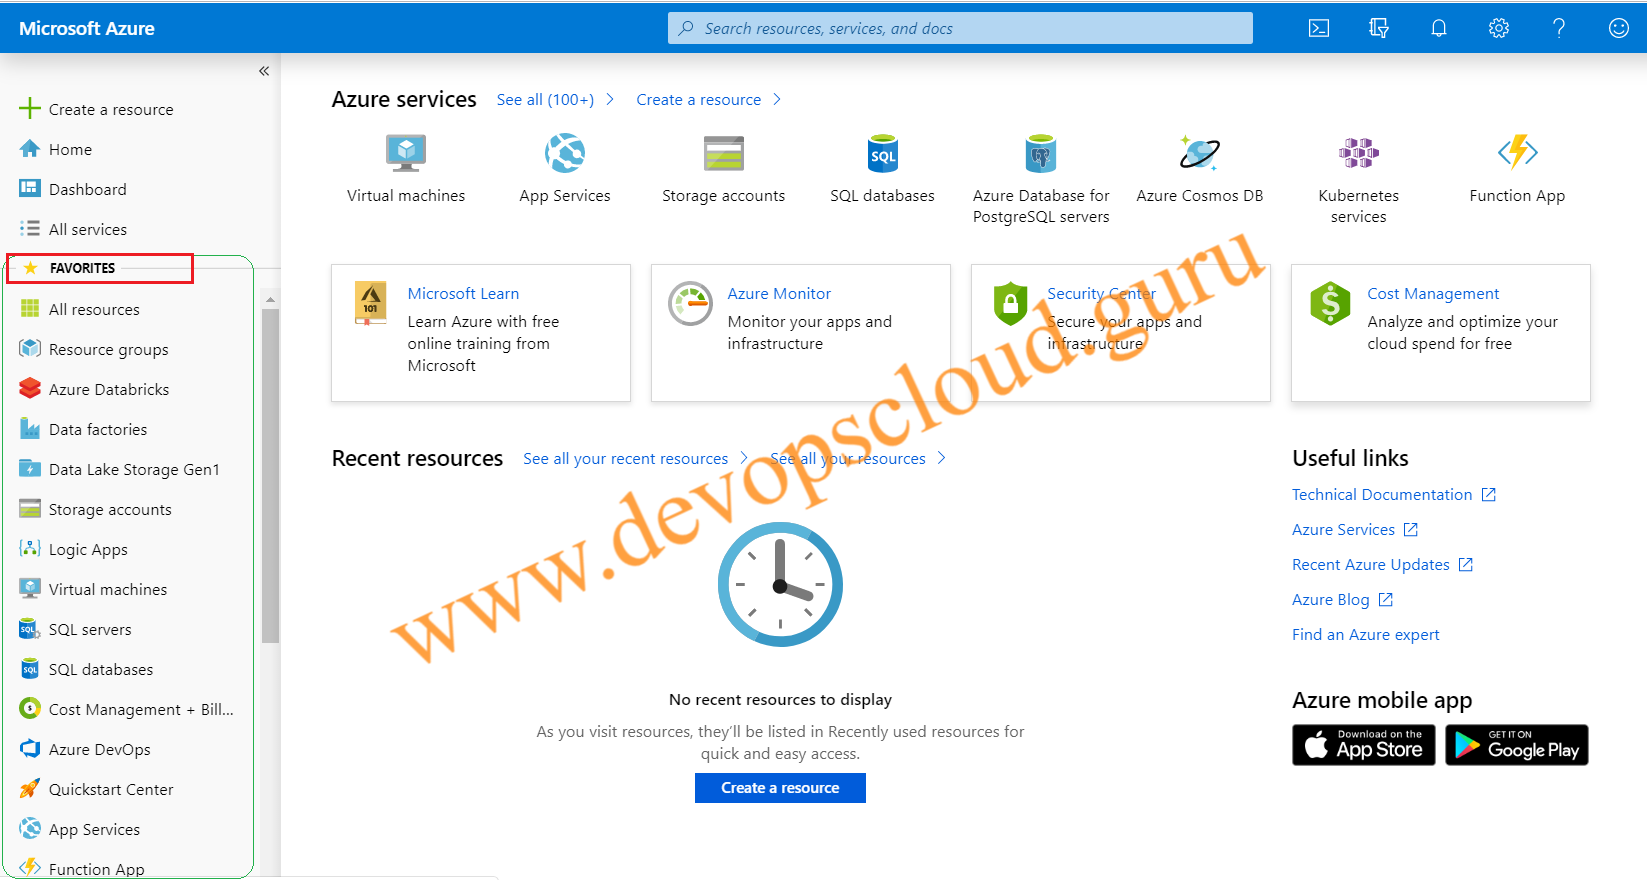 Microsoft Azure
Search resources, services, and docs
Create a resource
Home
Dashboard
All services
FAVORITES
All resources
Resource groups
Azure Databricks
Data factories
Data Lake Storage Gen1
Storage accounts
Logic Apps
Virtual machines
SQL servers
SQL databases
Cost Management + Bill...
Azure DevOps
Quickstart Center
App Services
Function App
Azure services
See all (100+)
Create a resource
Virtual machines
App Services
Storage accounts
SQL
SQL databases
Azure Database for
PostgreSQL servers
Azure Cosmos DB
Kubernetes
services
Function App
101
Microsoft Learn
Learn Azure with free
online training from
Microsoft
Azure Monitor
Monitor your apps and
infrastructure
Security Center
Secure your apps and
infrastructure
Cost Management
Analyze and optimize your
cloud spend for free
www.devopscloud.guru
Recent resources
See all your recent resources
See all your resources
No recent resources to display
As you visit resources, they'll be listed in Recently used resources for
quick and easy access.
Create a resource
Useful links
Technical Documentation
Azure Services
Recent Azure Updates
Azure Blog
Find an Azure expert
Azure mobile app
Download on the
App Store
GET IT ON
Google Play